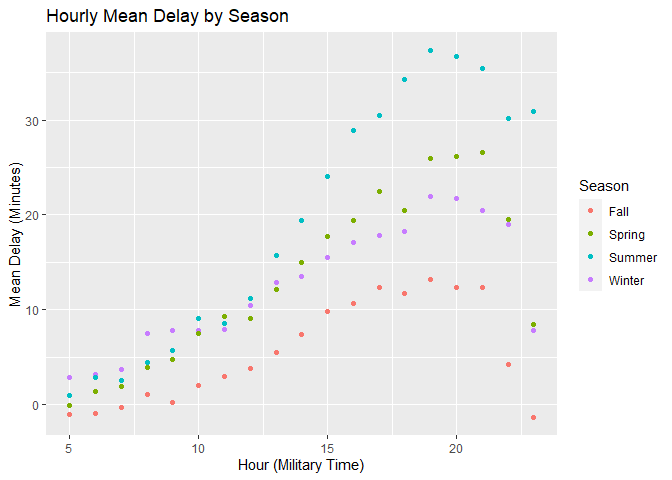 Hourly Mean Delay by Season
Mean Delay (Minutes)
30
20
10
0
5
10
15
20
Hour (Military Time)
Season
Fall
Spring
Summer
Winter